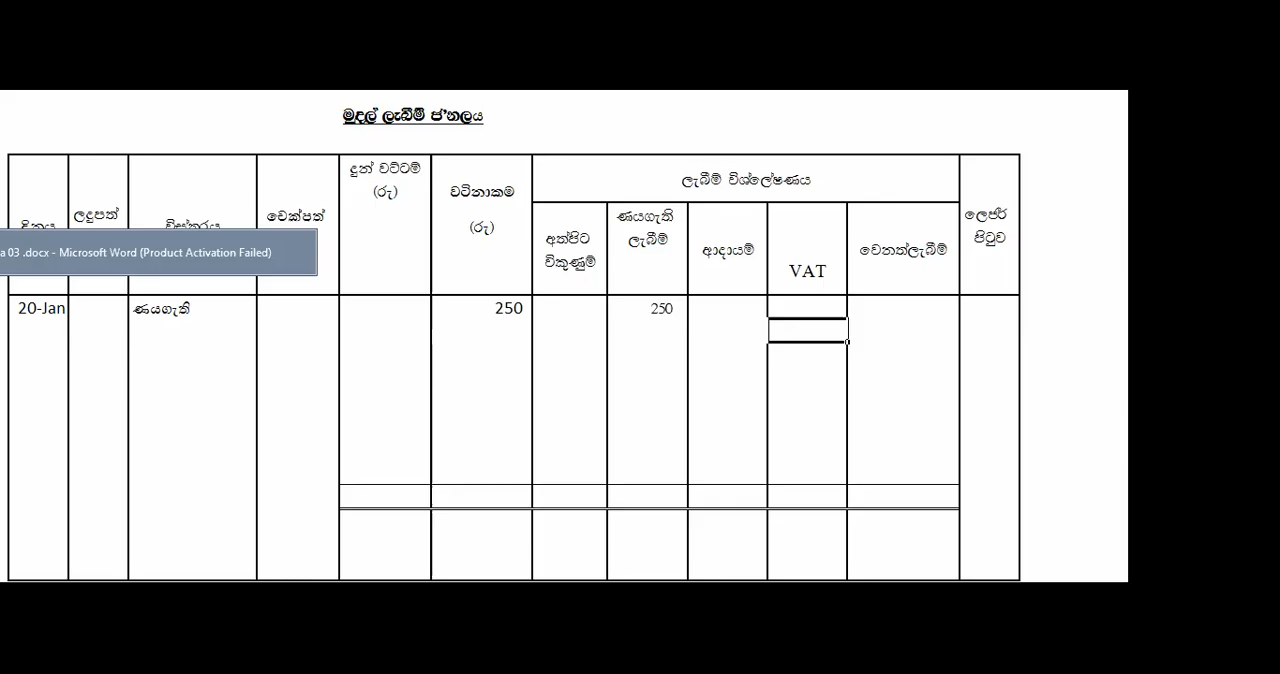 මුදල් ලැබීම් ජ'නලය
දුන් වට්ටම්
(රු)
වටිනාකම
(රු)
ලැබීම් විශ්ලේෂණය
ලදුපත්
විස්තරය
චෙක්පත්
අත්පිට
විකුණුම්
ණයගැති
ලැබීම්
ආදායම්
VAT
වෙනත්ලැබීම්
ලෙජර්
පිටුව
a 03 .docx - Microsoft Word (Product Activation Failed)
20-Jan ණයගැති 250 250